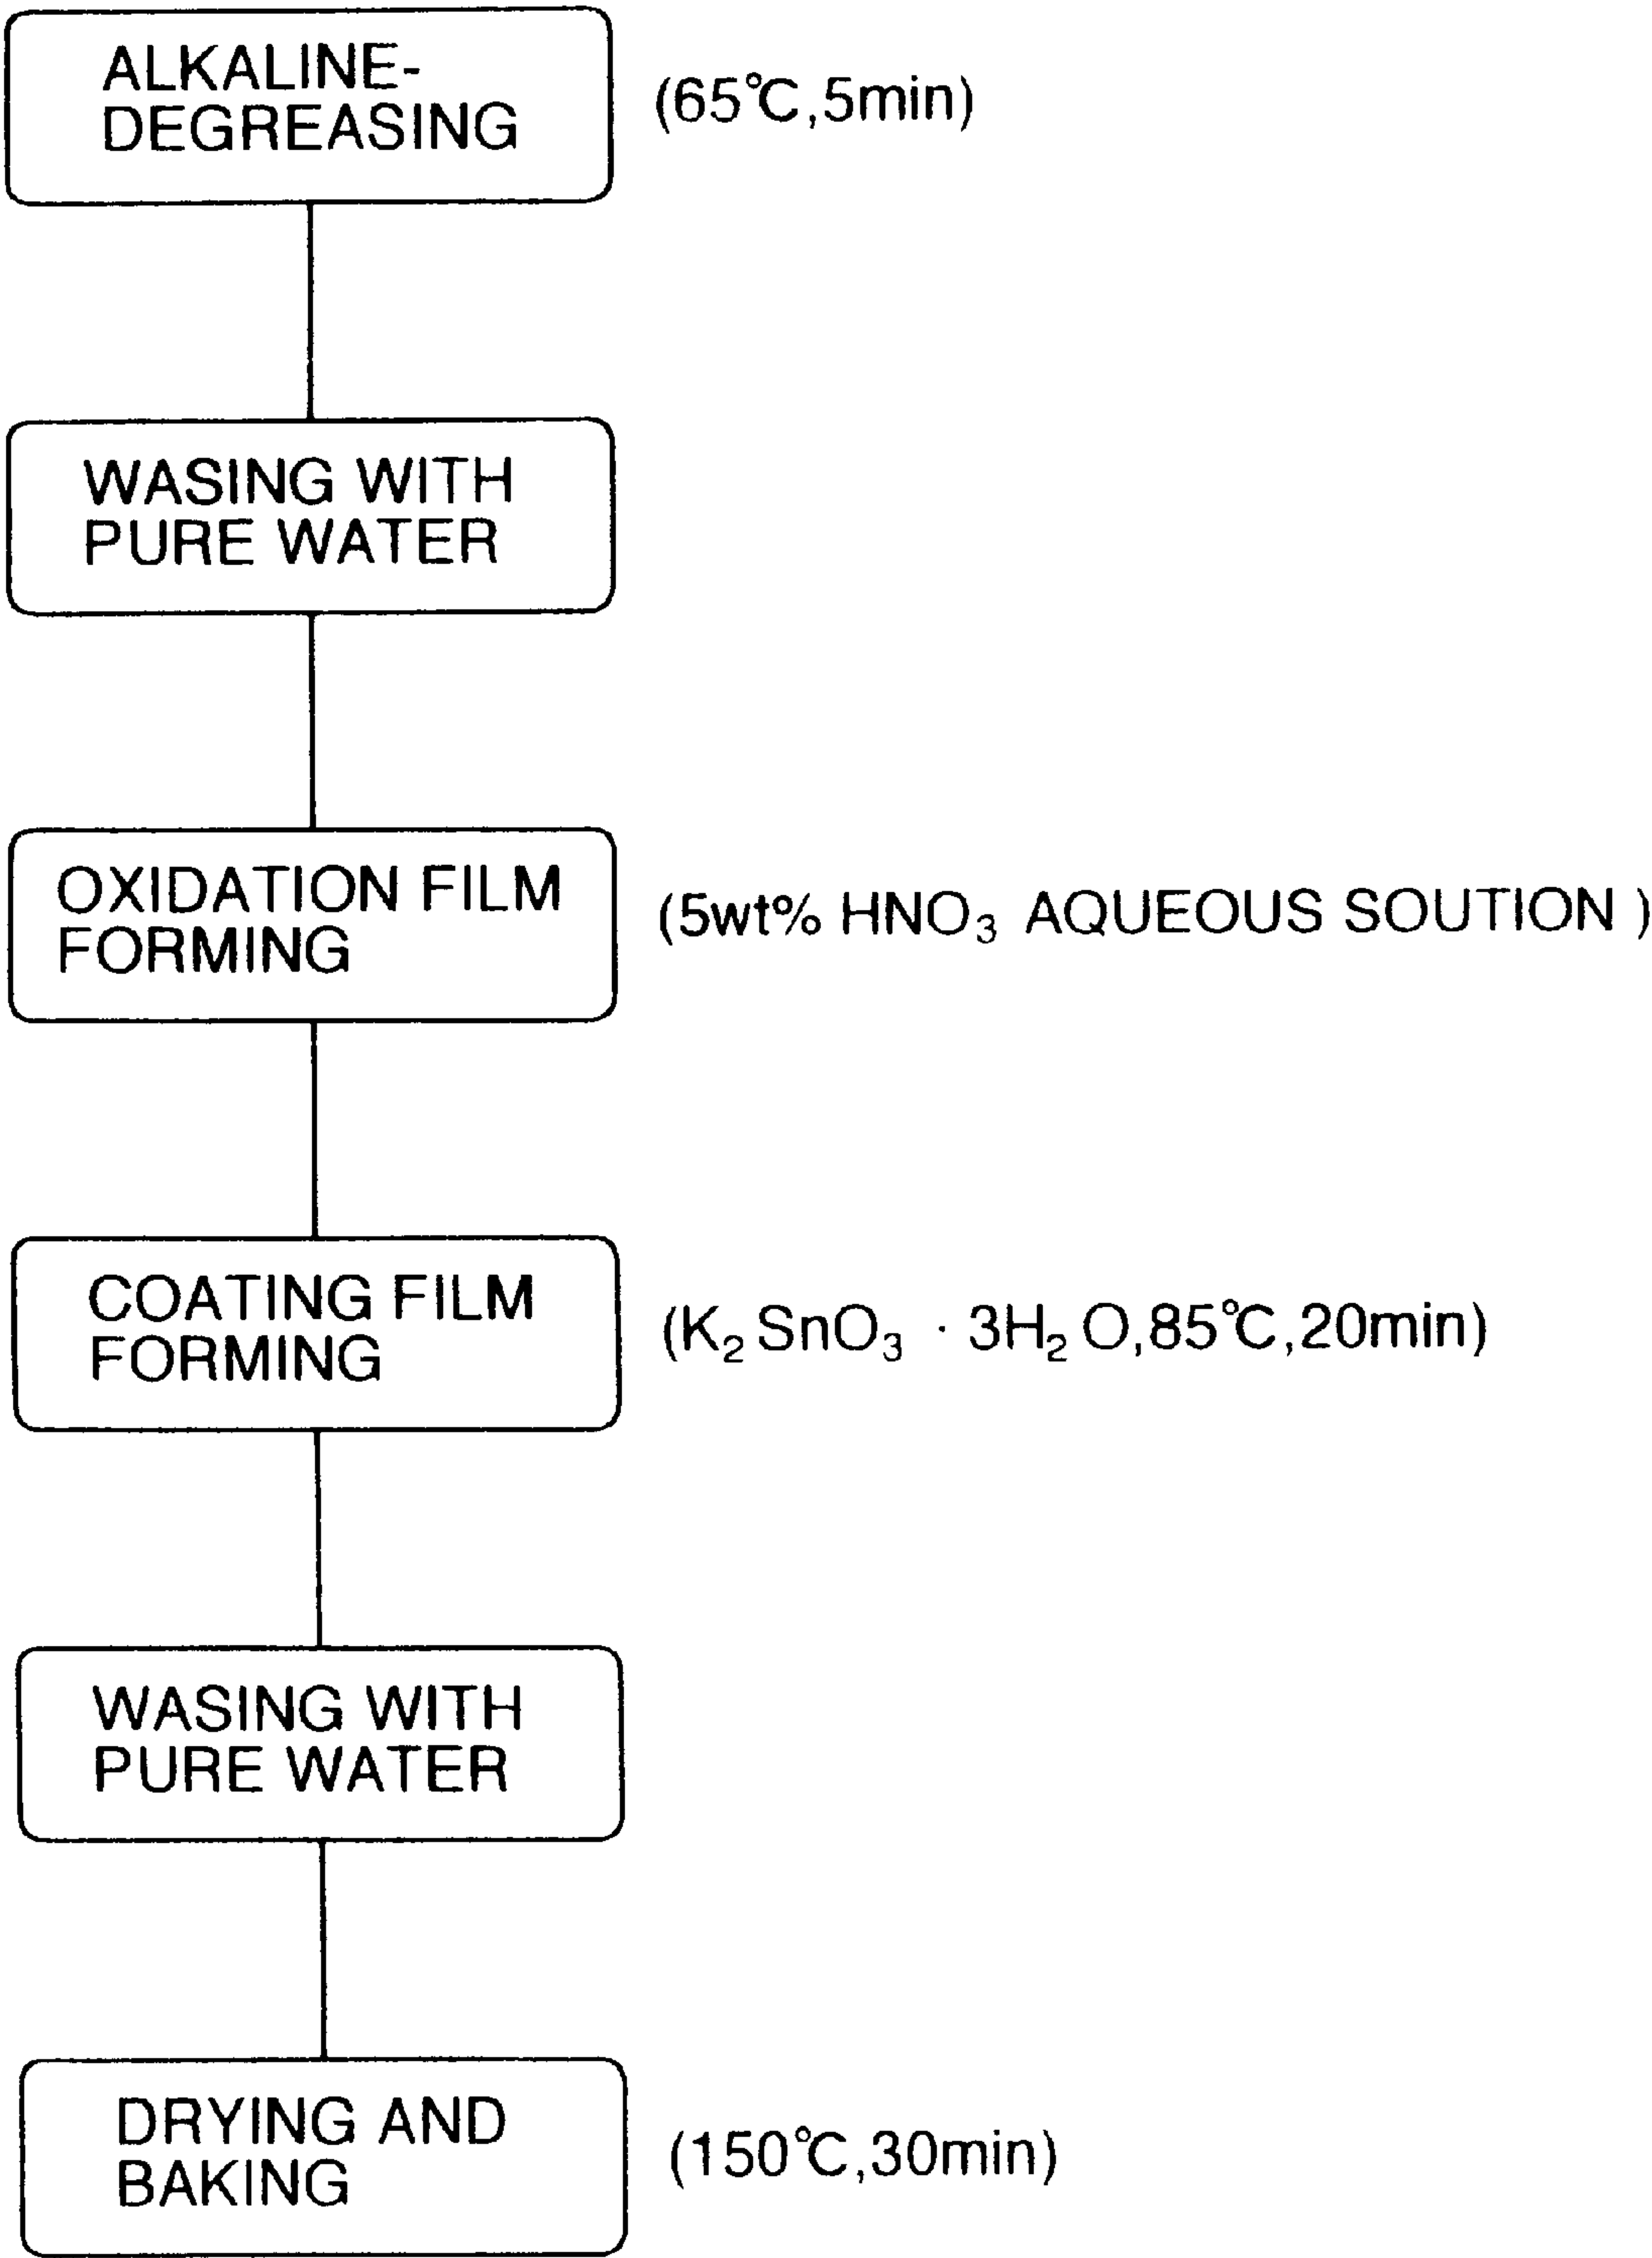 ALKALINE-
DEGREASING
(65℃,5min)
WASING WITH
PURE WATER
OXIDATION FILM
FORMING
(5wt% HNO₃ AQUEOUS SOUTION )
COATING FILM
FORMING
(K₂ SnO₃ · 3H₂ O,85℃,20min)
WASING WITH
PURE WATER
DRYING AND
BAKING
(150℃,30min)